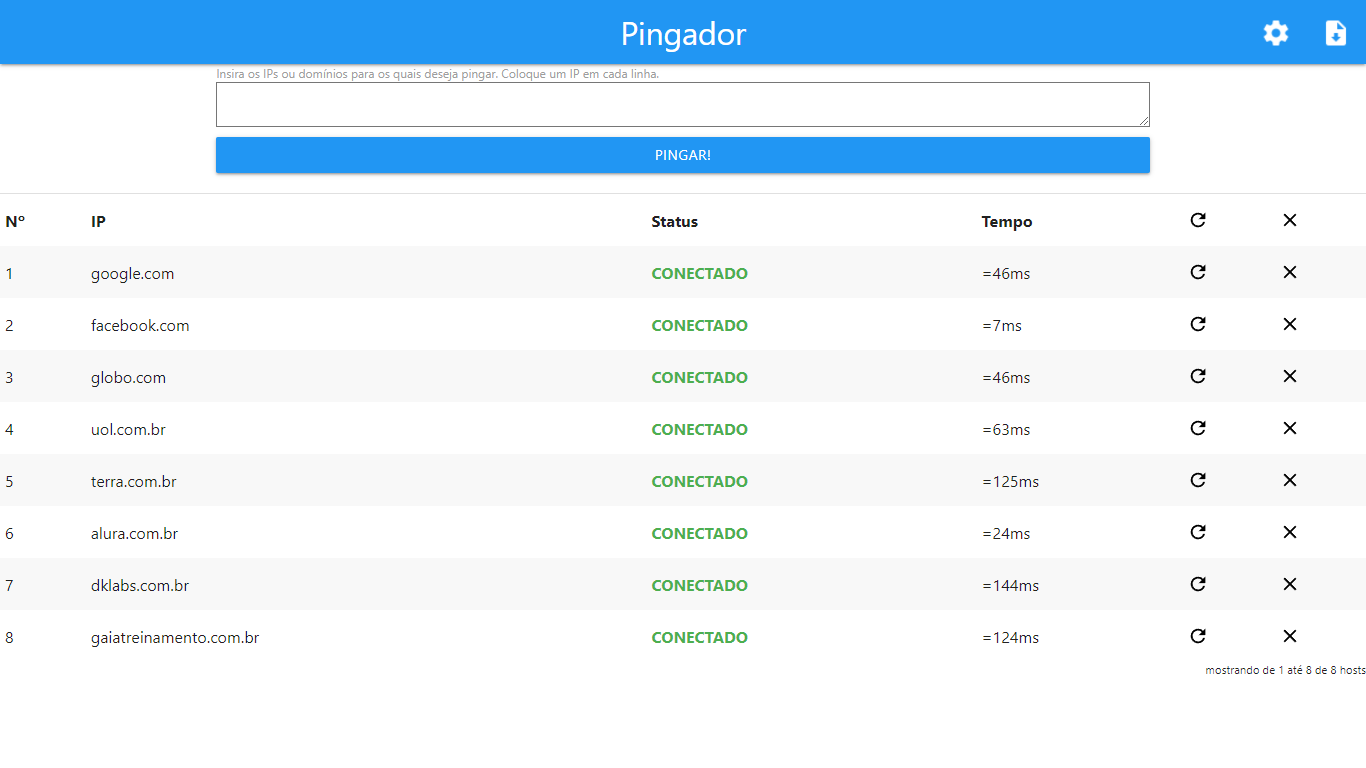 Pingador
Insira os IPs ou domínios para os quais deseja pingar. Coloque um IP em cada linha.
PINGAR!
Nº IP Status Tempo
1 google.com CONECTADO =46ms
2 facebook.com CONECTADO =7ms
3 globo.com CONECTADO =46ms
4 uol.com.br CONECTADO =63ms
5 terra.com.br CONECTADO =125ms
6 alura.com.br CONECTADO =24ms
7 dklabs.com.br CONECTADO =144ms
8 gaiatreinamento.com.br CONECTADO =124ms
mostrando de 1 até 8 de 8 hosts